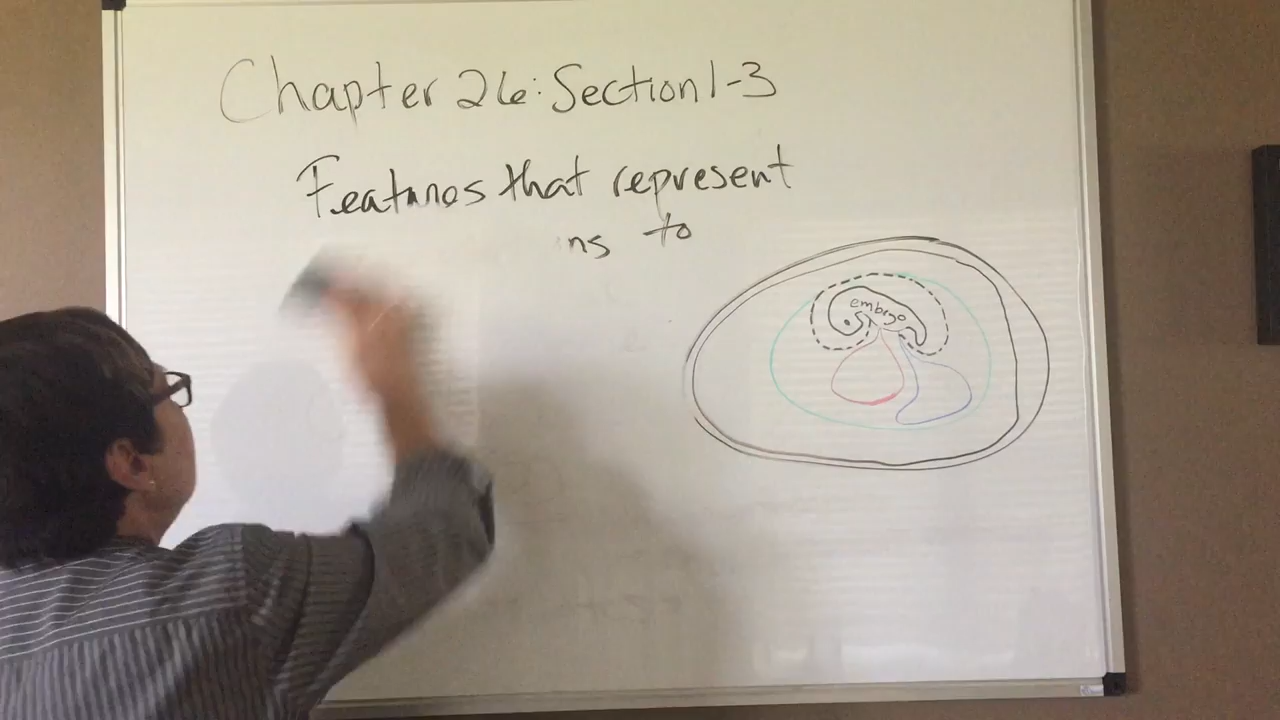 Chapter 26: Section 1-3
Features that represent
ns to
embryo